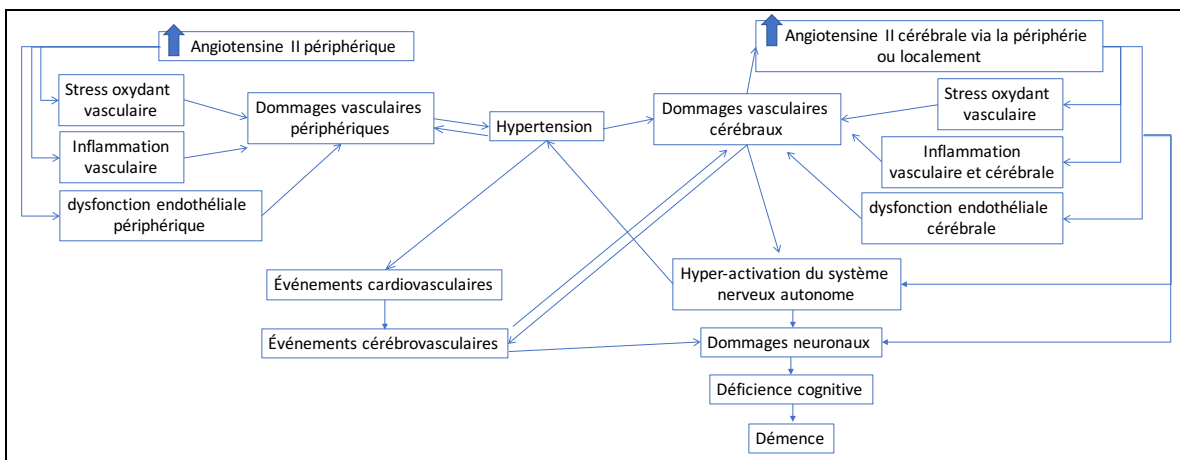 Angiotensine II périphérique
Angiotensine II cérébrale via la périphérie
ou localement
Stress oxydant
vasculaire
Inflammation
vasculaire
dysfonction endothéliale
périphérique
Dommages vasculaires
périphériques
Hypertension
Dommages vasculaires
cérébraux
Stress oxydant
vasculaire
Inflammation
vasculaire et cérébrale
dysfonction endothéliale
cérébrale
Événements cardiovasculaires
Hyper-activation du système
nerveux autonome
Événements cérébrovasculaires
Dommages neuronaux
Déficience cognitive
Démence